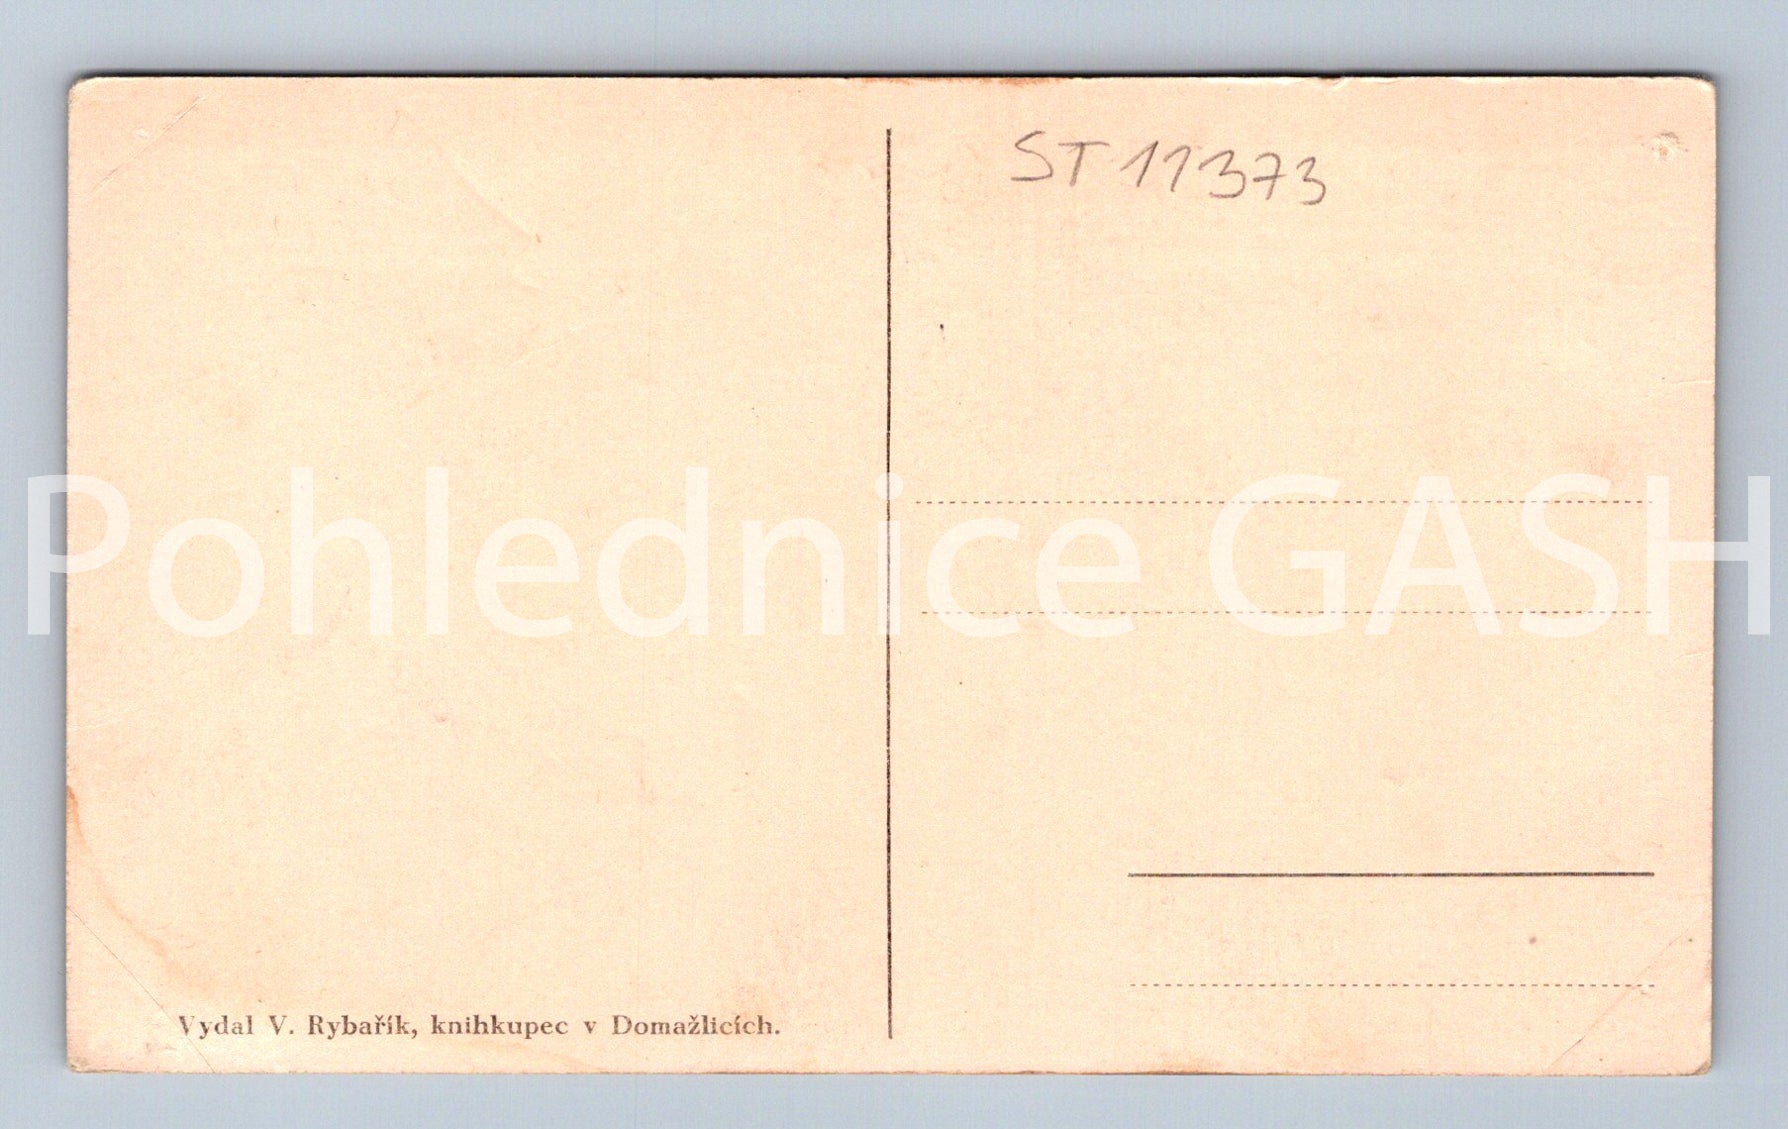 ST 11373
Pohlednice GASH
Vydal V. Rybařík, knihkupec v Domažlicích.